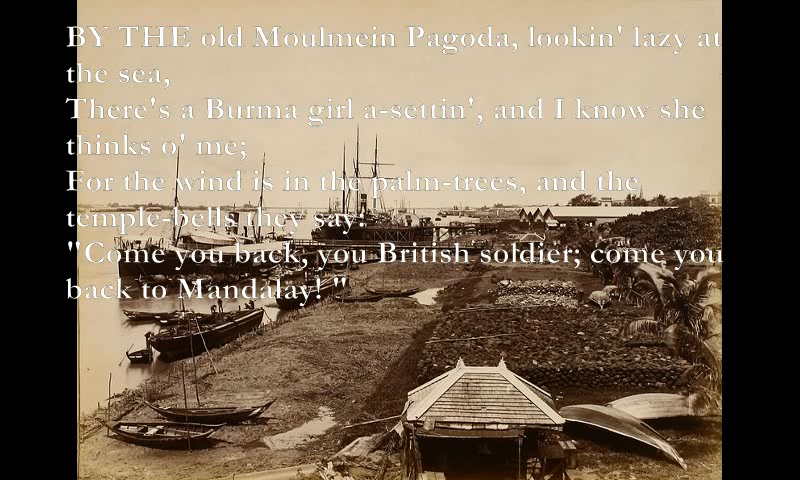 BY THE old Moulmein Pagoda, lookin' lazy at
the sea,
There's a Burma girl a-settin', and I know she
thinks o' me;
For the wind is in the palm-trees, and the
temple-bells they say:
"Come you back, you British soldier; come you
back to Mandalay! "